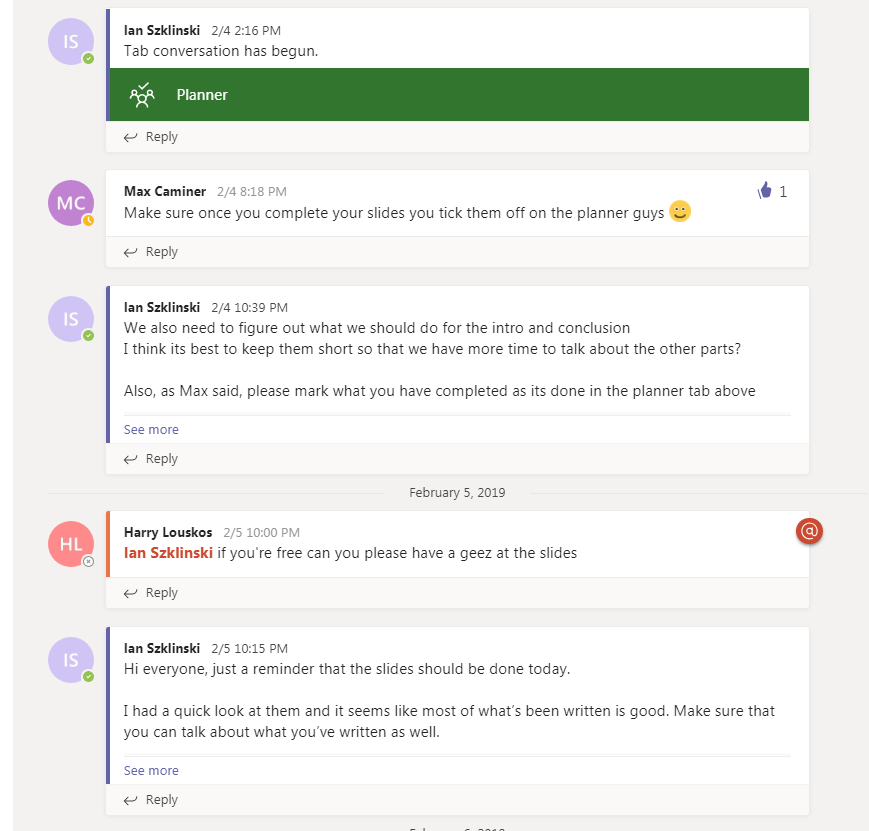 IS
Ian Szklinski 2/4 2:16 PM
Tab conversation has begun.
Planner
Reply
MC
Max Caminer 2/4 8:18 PM
1
Make sure once you complete your slides you tick them off on the planner guys
Reply
IS
Ian Szklinski 2/4 10:39 PM
We also need to figure out what we should do for the intro and conclusion
I think its best to keep them short so that we have more time to talk about the other parts?
Also, as Max said, please mark what you have completed as its done in the planner tab above
See more
Reply
February 5, 2019
HL
Harry Louskos 2/5 10:00 PM
@
Ian Szklinski if you're free can you please have a geez at the slides
Reply
IS
Ian Szklinski 2/5 10:15 PM
Hi everyone, just a reminder that the slides should be done today.
I had a quick look at them and it seems like most of what's been written is good. Make sure that
you can talk about what you've written as well.
See more
Reply